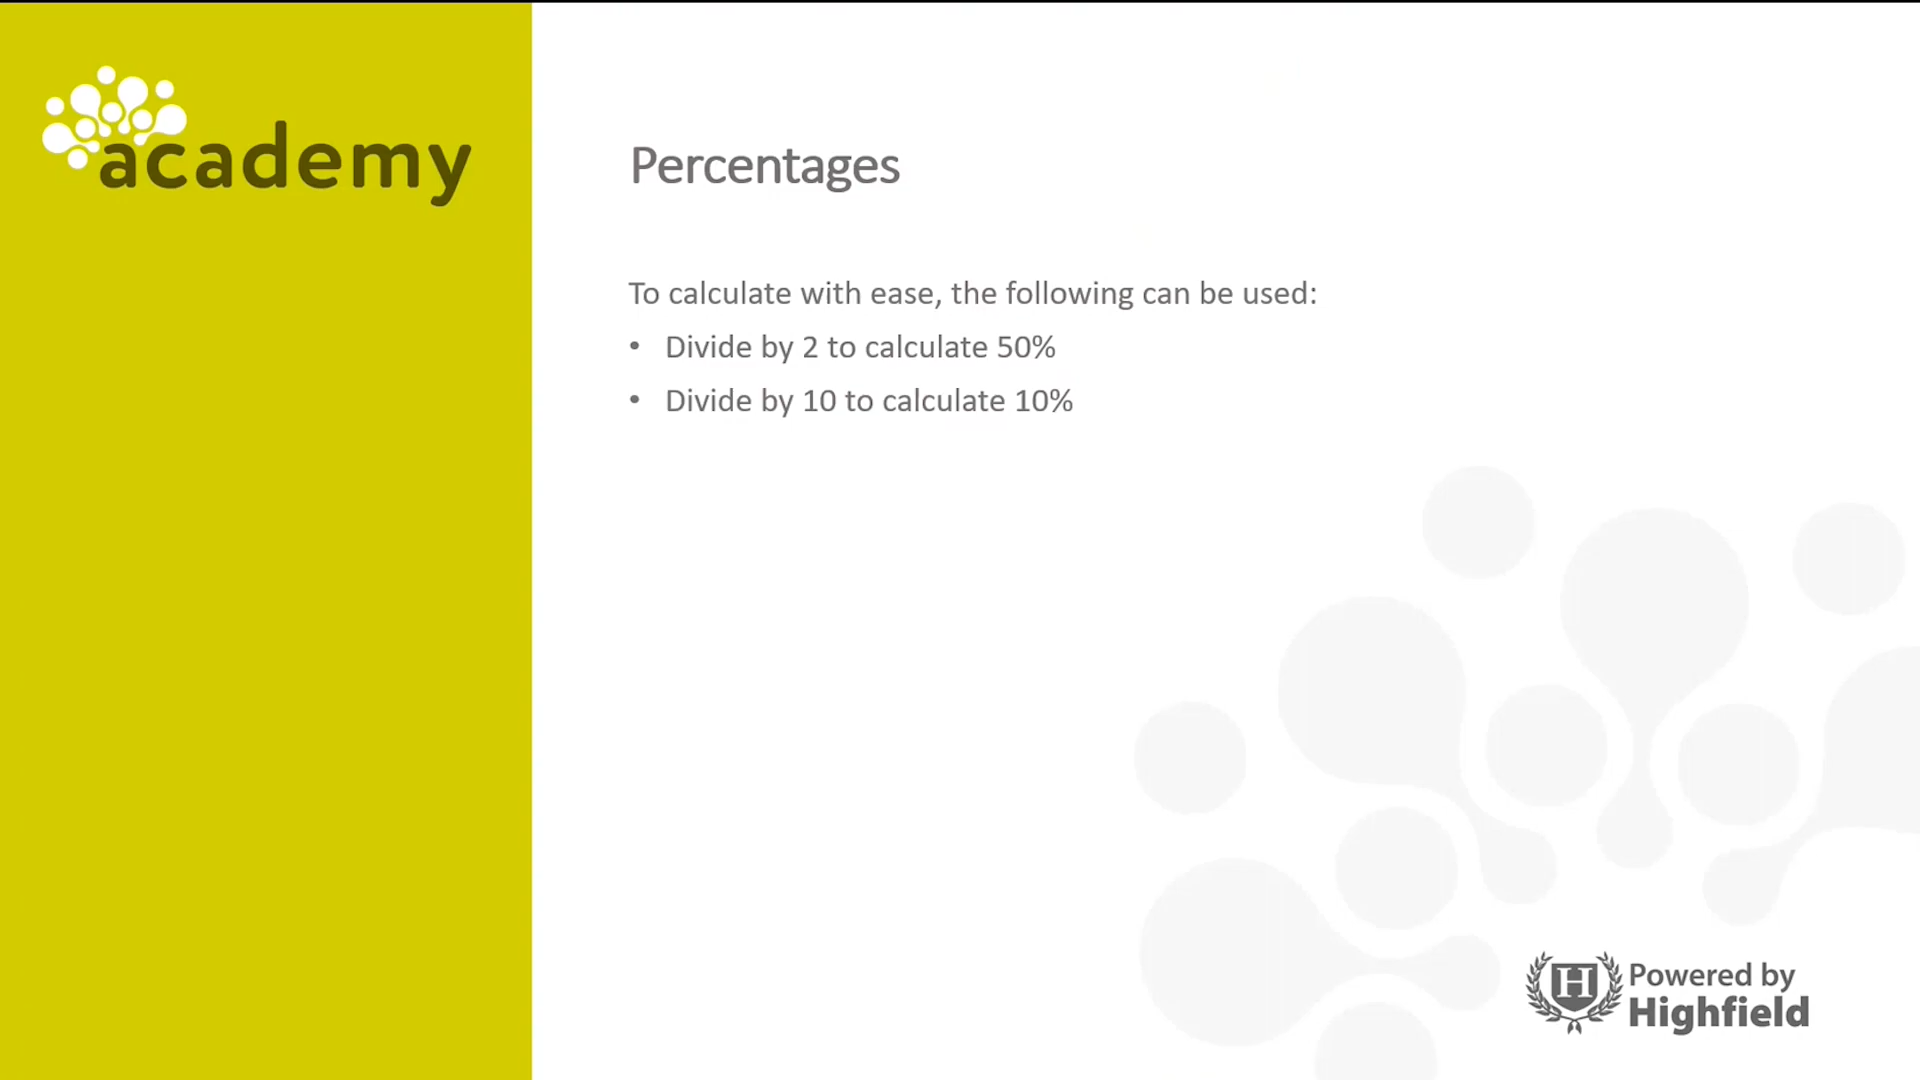 academy
Percentages
To calculate with ease, the following can be used:
• Divide by 2 to calculate 50%
• Divide by 10 to calculate 10%
H
Powered by
Highfield